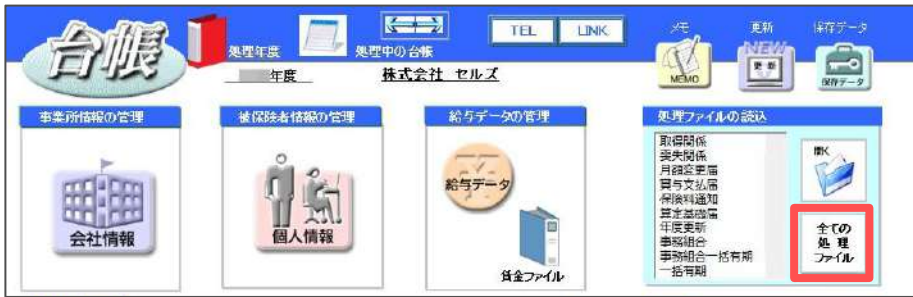 台帳
処理年度
年度
処理中の台帳
株式会社 セルズ
TEL
LINK
メモ
MEMO
更新
NEW
更新
保存データ
保存データ
事業所情報の管理
会社情報
被保険者情報の管理
個人情報
給与データの管理
給与データ
賃金ファイル
処理ファイルの読込
取得関係
喪失関係
月額変更届
賞与支払届
保険料通知
算定基礎届
年度更新
事務組合
事務組合一括有期
一括有期
開く
全ての
処 理
ファイル